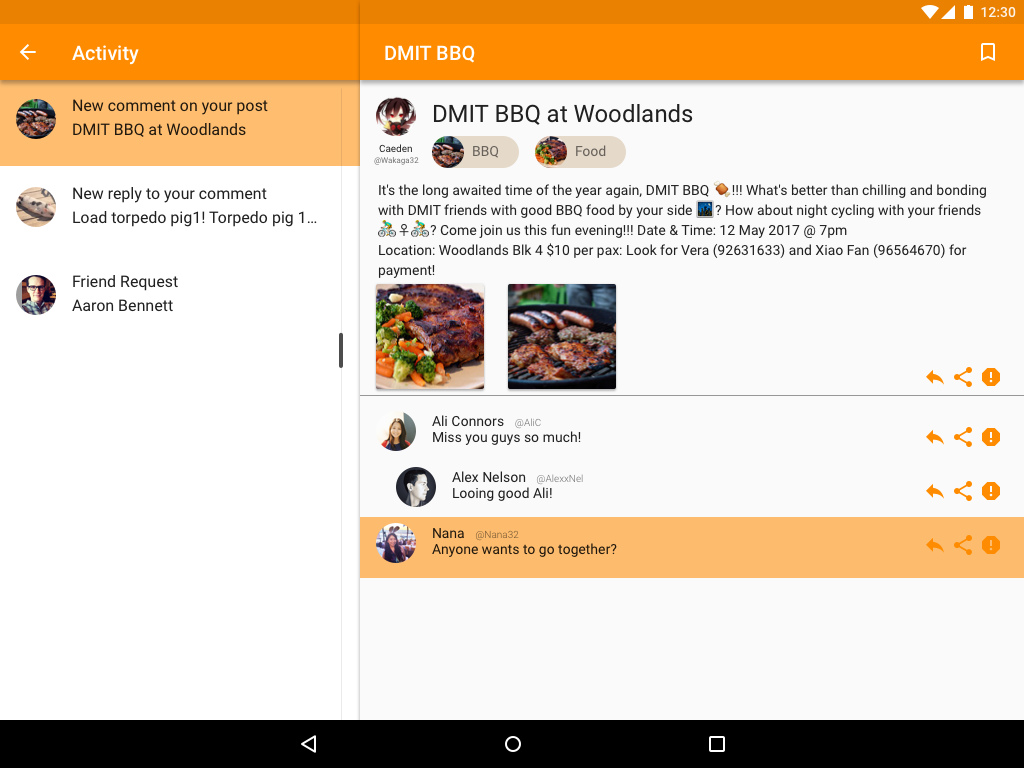 12:30
Activity
DMIT BBQ
New comment on your post
DMIT BBQ at Woodlands
New reply to your comment
Load torpedo pig1! Torpedo pig 1...
Friend Request
Aaron Bennett
DMIT BBQ at Woodlands
Caeden
@Wakaga32
BBQ
Food
It's the long awaited time of the year again, DMIT BBQ 🍖!!! What's better than chilling and bonding
with DMIT friends with good BBQ food by your side 🌃? How about night cycling with your friends
🚴♀🚴? Come join us this fun evening!!! Date & Time: 12 May 2017 @ 7pm
Location: Woodlands Blk 4 $10 per pax: Look for Vera (92631633) and Xiao Fan (96564670) for
payment!
Ali Connors @AliC
Miss you guys so much!
Alex Nelson @AlexxNel
Looing good Ali!
Nana @Nana32
Anyone wants to go together?